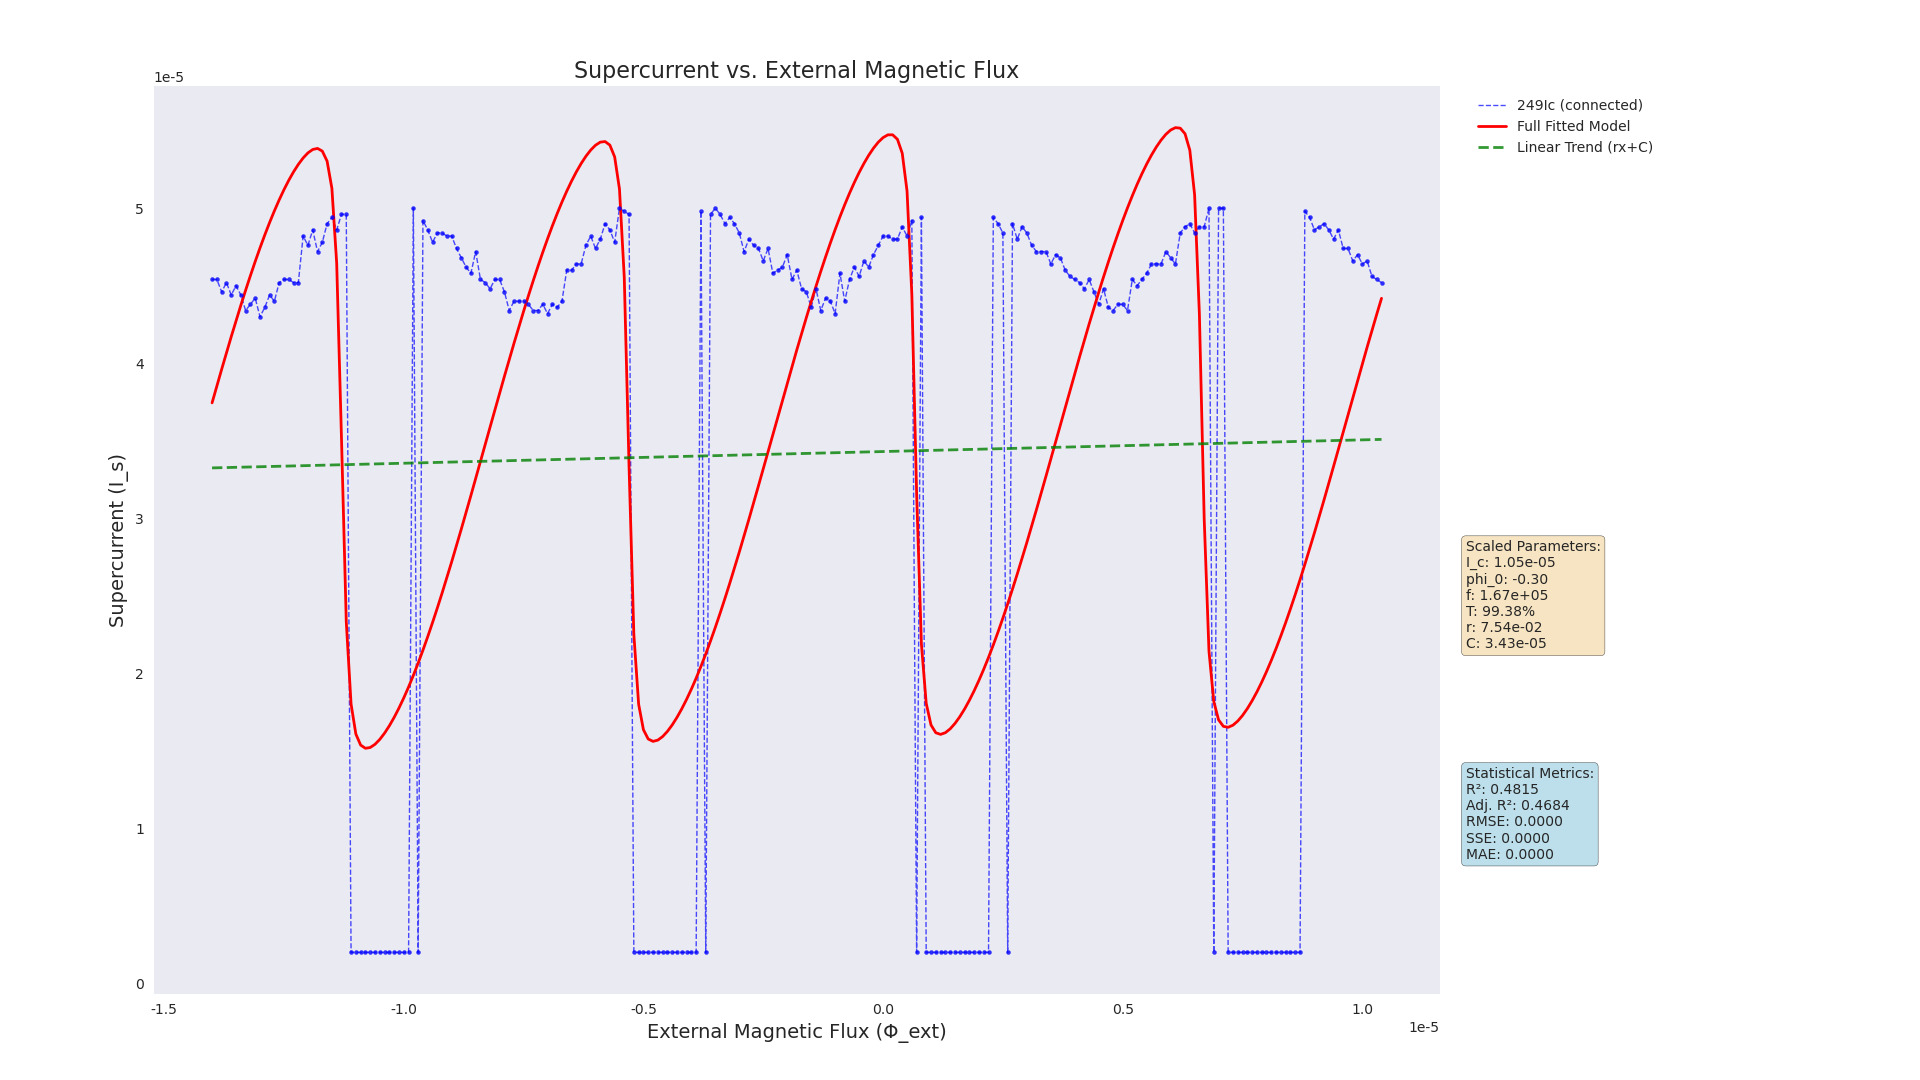 Supercurrent vs. External Magnetic Flux
1e-5
249Ic (connected)
Full Fitted Model
Linear Trend (rx+C)
5
4
3
2
1
0
Supercurrent (I_s)
-1.5
-1.0
-0.5
0.0
0.5
1.0
1e-5
External Magnetic Flux (Φ_ext)
Scaled Parameters:
I_c: 1.05e-05
phi_0: -0.30
f: 1.67e+05
T: 99.38%
r: 7.54e-02
C: 3.43e-05
Statistical Metrics:
R²: 0.4815
Adj. R²: 0.4684
RMSE: 0.0000
SSE: 0.0000
MAE: 0.0000